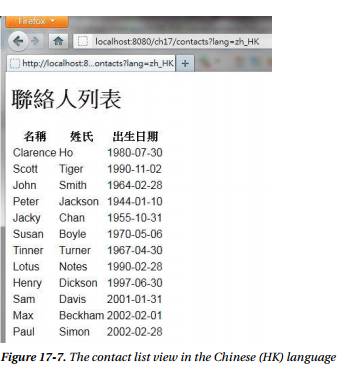 Firefox
localhost:8080/ch17/contacts?lang=zh_HK
http://localhost:8...ontacts?lang=zh_HK +
聯絡人列表
名稱 姓氏 出生日期
Clarence Ho 1980-07-30
Scott Tiger 1990-11-02
John Smith 1964-02-28
Peter Jackson 1944-01-10
Jacky Chan 1955-10-31
Susan Boyle 1970-05-06
Tinner Turner 1967-04-30
Lotus Notes 1990-02-28
Henry Dickson 1997-06-30
Sam Davis 2001-01-31
Max Beckham 2002-02-01
Paul Simon 2002-02-28
Figure 17-7. The contact list view in the Chinese (HK) language